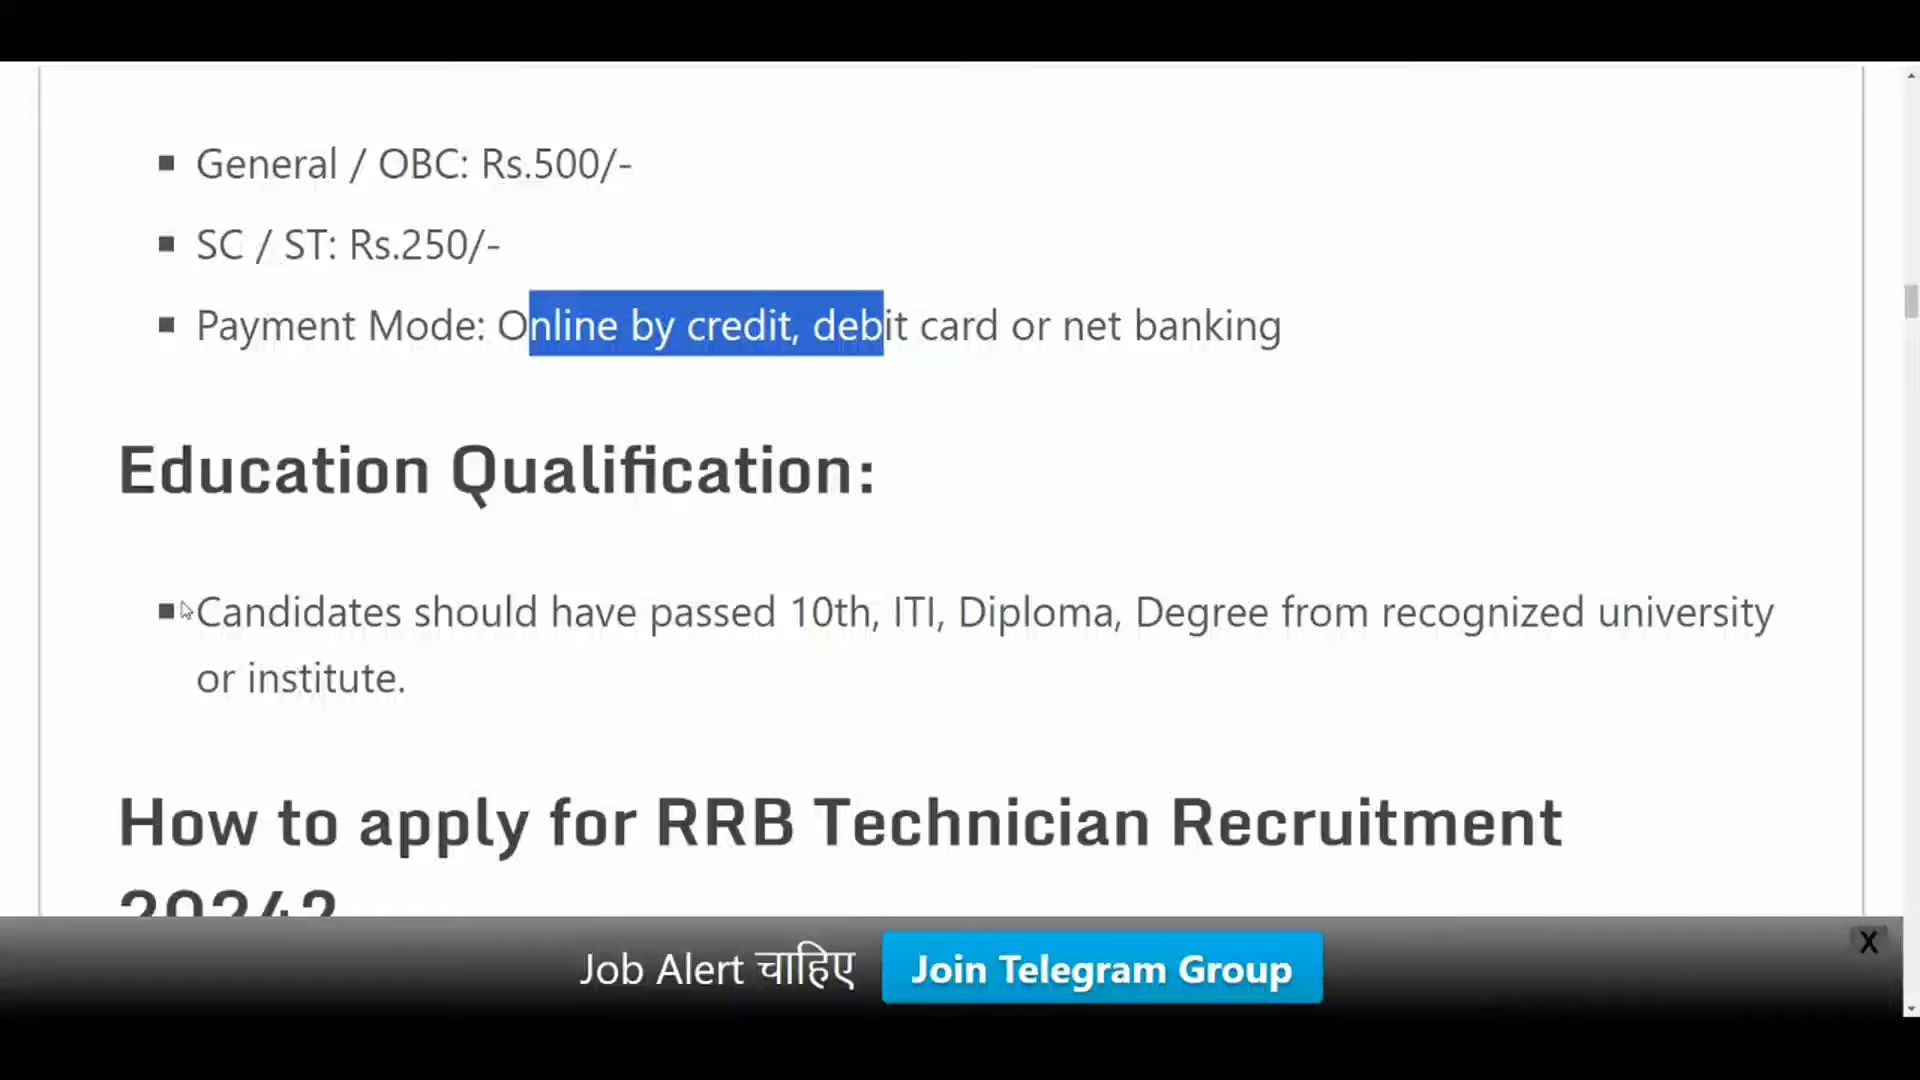 General / OBC: Rs.500/-
SC / ST: Rs.250/-
Payment Mode: Online by credit, debit card or net banking
Education Qualification:
Candidates should have passed 10th, ITI, Diploma, Degree from recognized university
or institute.
How to apply for RRB Technician Recruitment
2024?
Job Alert चाहिए Join Telegram Group
X